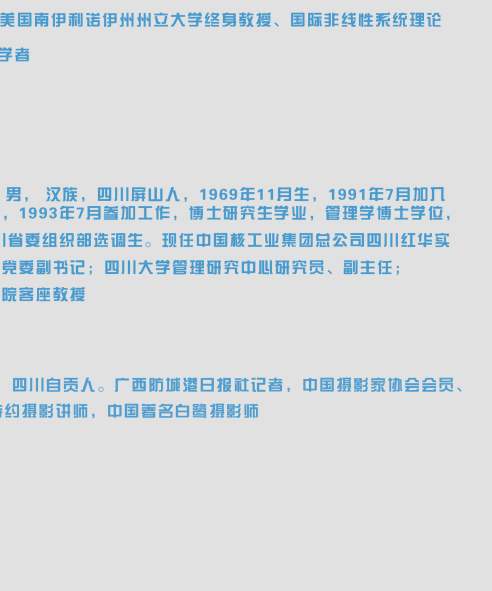 美国南伊利诺伊州州立大学终身教授、国际非线性系统理论
学者
男， 汉族，四川屏山人，1969年11月生，1991年7月加入
，1993年7月参加工作，博士研究生学业，管理学博士学位，
川省委组织部选调生。现任中国核工业集团总公司四川红华实
党委副书记；四川大学管理研究中心研究员、副主任；
院客座教授
四川自贡人。广西防城港日报社记者，中国摄影家协会会员、
特约摄影讲师，中国著名白鹭摄影师